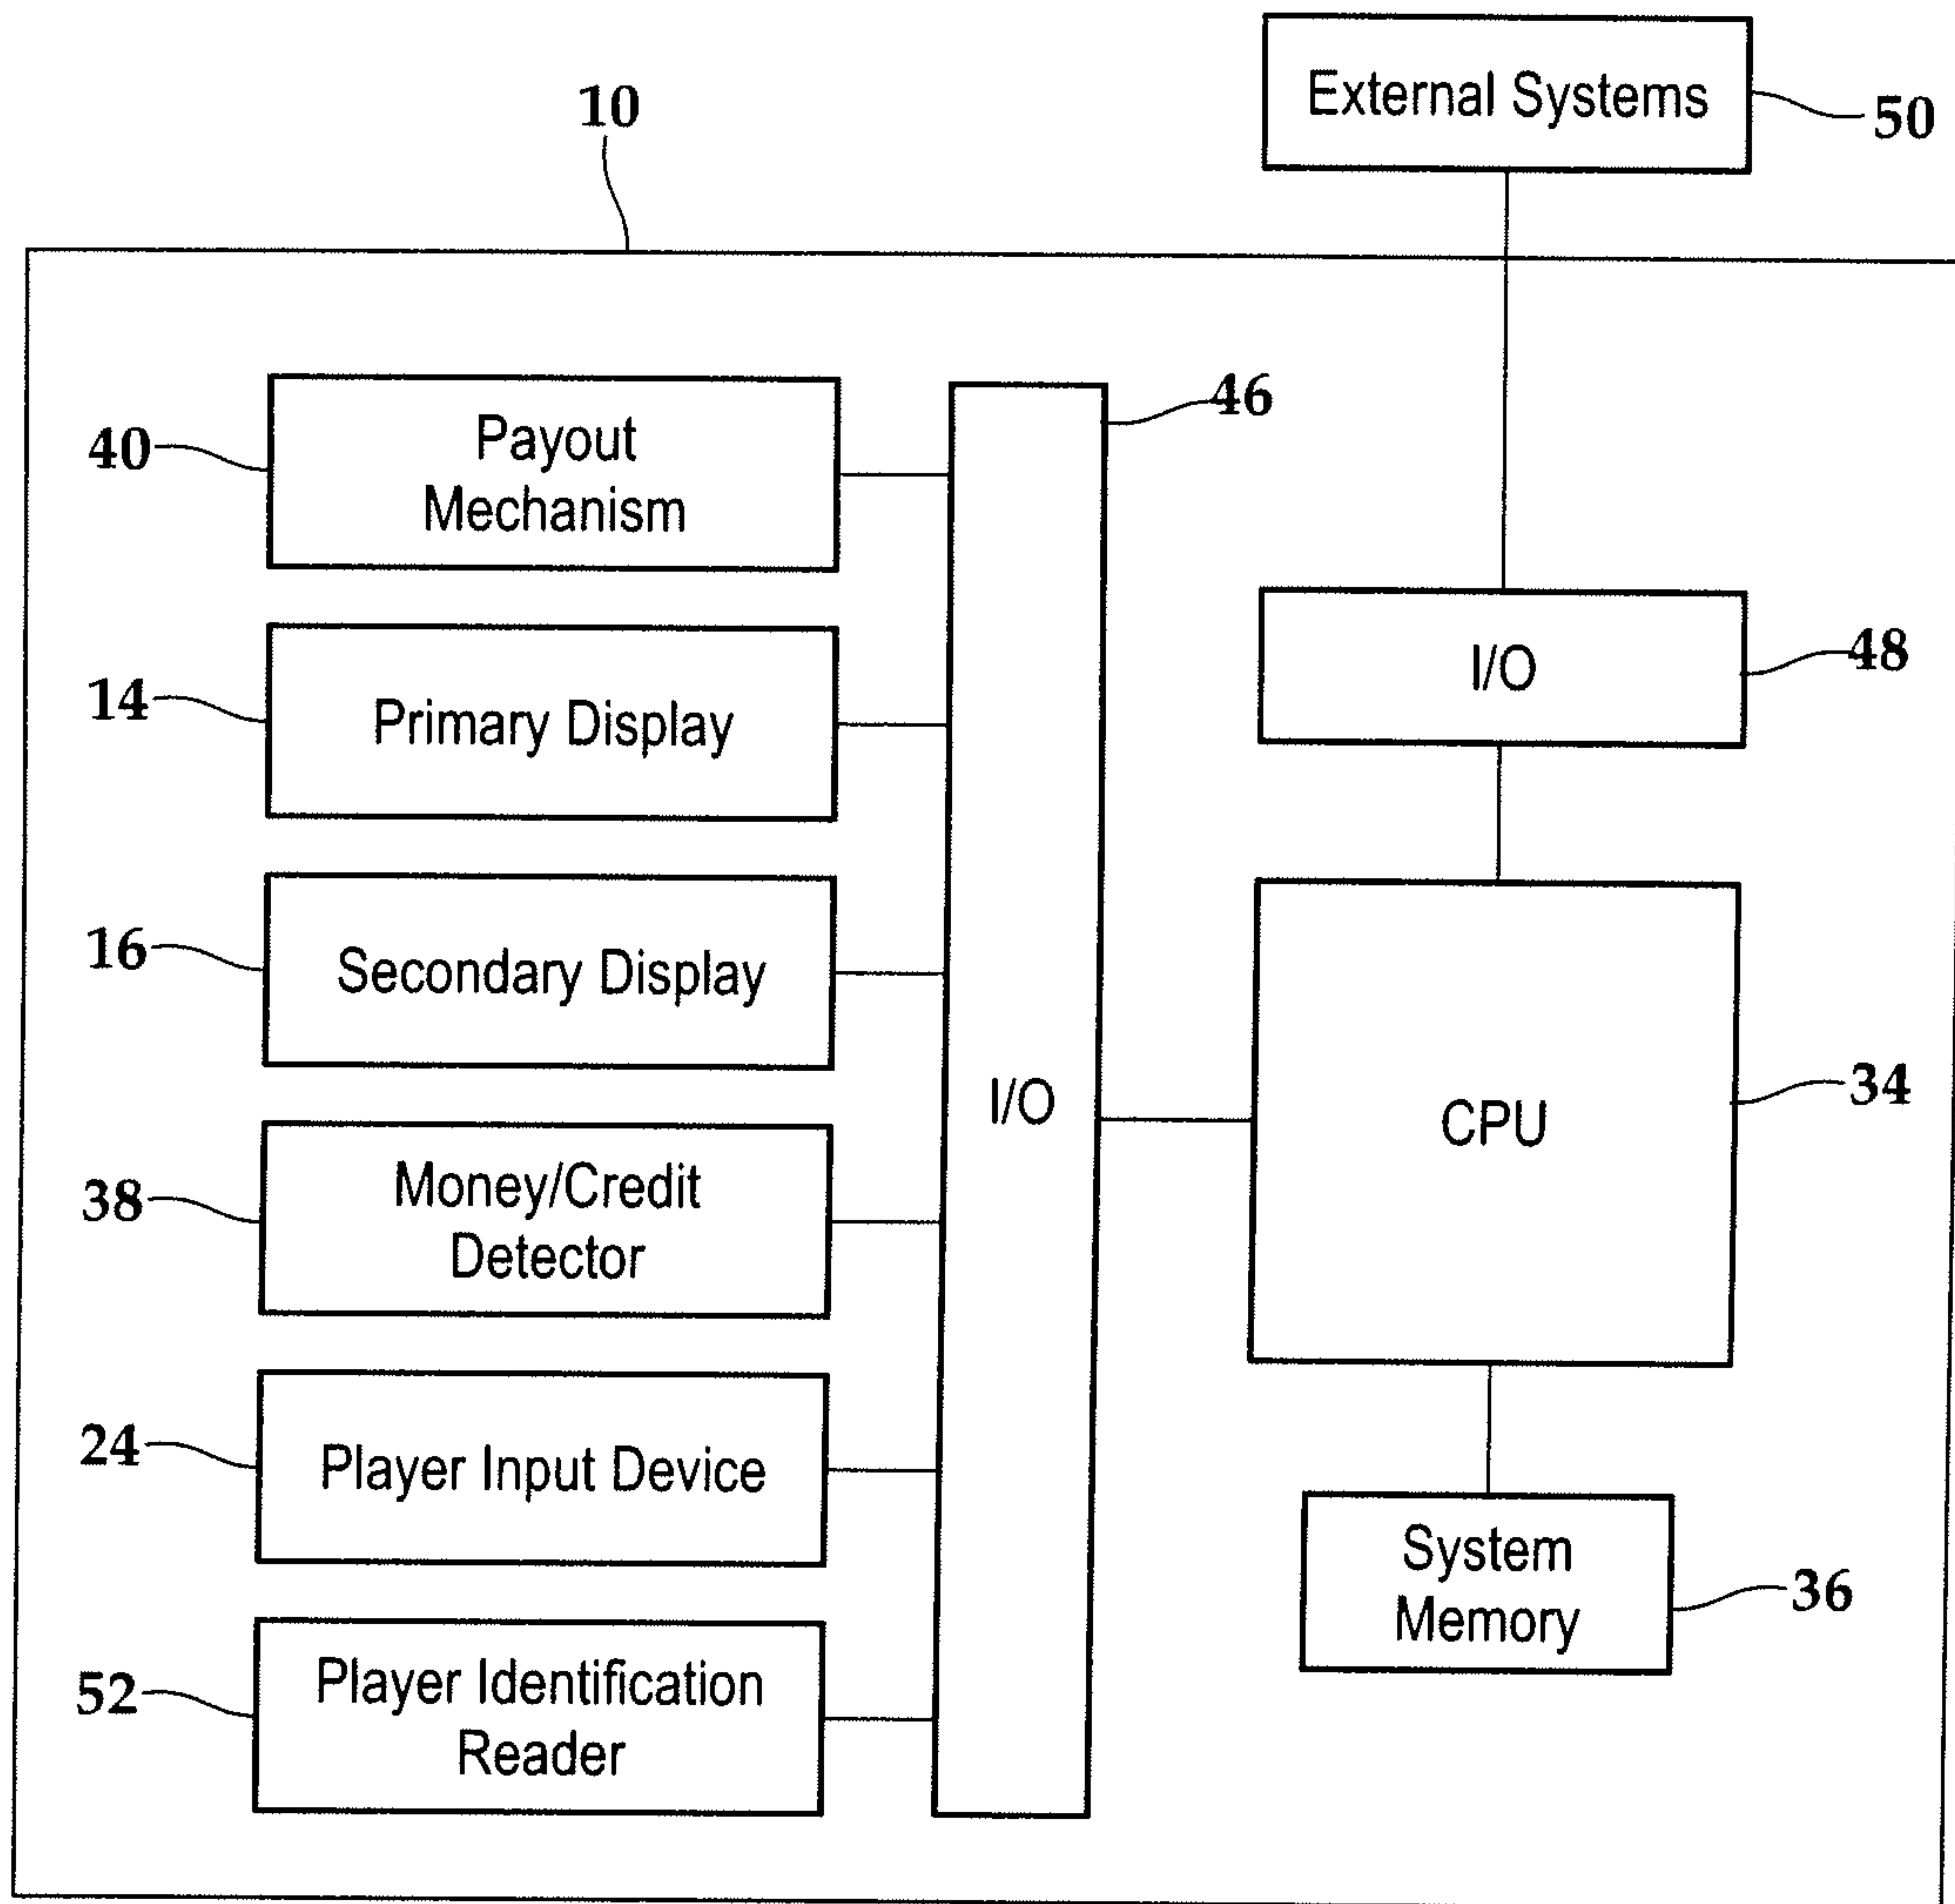 External Systems
50
10
46
40
Payout
Mechanism
48
I/O
14
Primary Display
16
Secondary Display
I/O
34
CPU
38
Money/Credit
Detector
24
Player Input Device
System
Memory
36
52
Player Identification
Reader